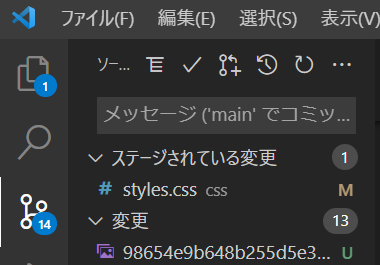 ファイル(F) 編集(E) 選択(S) 表示(V)
1
ソー...
メッセージ ('main' でコミッ...
ステージされている変更 1
styles.css css M
14
変更 13
98654e9b648b255d5e3... U